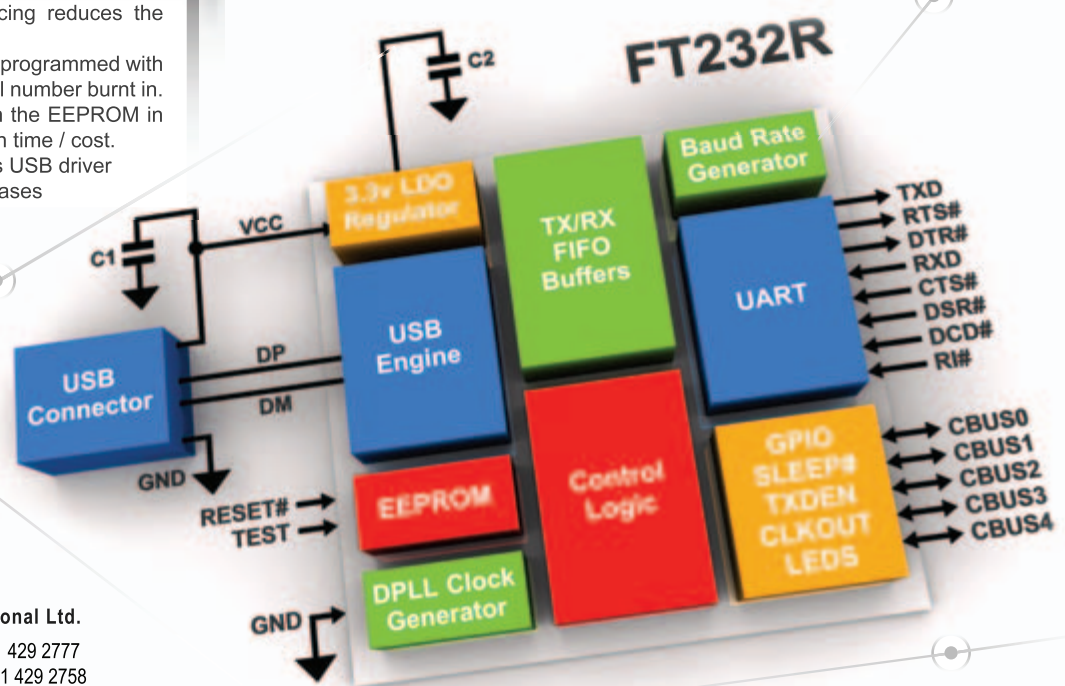 cing reduces the
programmed with
l number burnt in.
the EEPROM in
time / cost.
USB driver
ases
FT232R
C2
Baud Rate
Generator
3.3v LDO
Regulator
TX/RX
FIFO
Buffers
TXD
RTS#
DTR#
RXD
CTS#
DSR#
DCD#
RI#
VCC
C1
UART
USB
Engine
DP
DM
USB
Connector
GND
RESET#
TEST
EEPROM
Control
Logic
GPIO
SLEEP#
TXDEN
CLKOUT
LEDS
CBUS0
CBUS1
CBUS2
CBUS3
CBUS4
DPLL Clock
Generator
GND
onal Ltd.
429 2777
1 429 2758